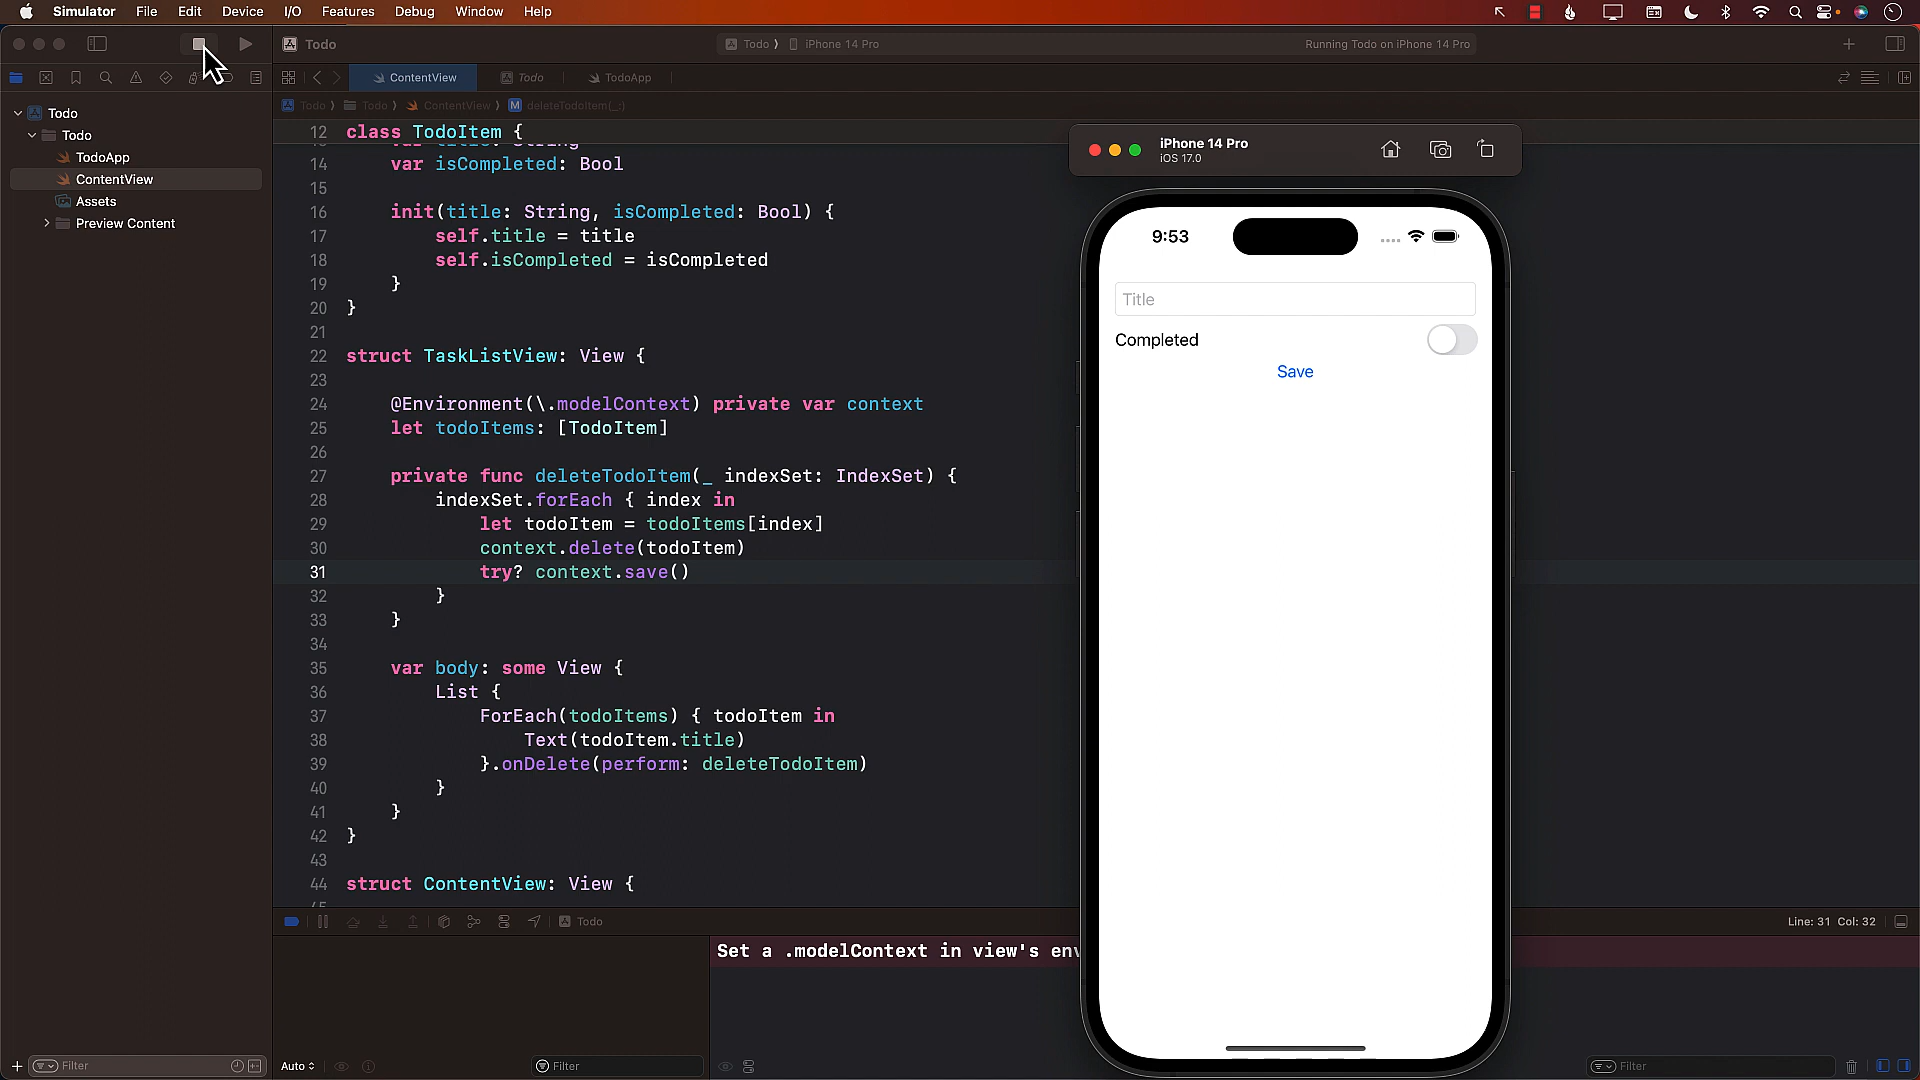 Simulator File Edit Device I/O Features Debug Window Help
Todo
Todo iPhone 14 Pro
Running Todo on iPhone 14 Pro
ContentView
Todo
TodoApp
Todo Todo ContentView M deleteTodoItem(_:)
Todo
Todo
TodoApp
ContentView
Assets
Preview Content
12 class TodoItem {
var title: String
14 var isCompleted: Bool
15
16 init(title: String, isCompleted: Bool) {
17 self.title = title
18 self.isCompleted = isCompleted
19 }
20 }
21
22 struct TaskListView: View {
23
24 @Environment(\.modelContext) private var context
25 let todoItems: [TodoItem]
26
27 private func deleteTodoItem(_ indexSet: IndexSet) {
28 indexSet.forEach { index in
29 let todoItem = todoItems[index]
30 context.delete(todoItem)
31 try? context.save()
32 }
33 }
34
35 var body: some View {
36 List {
37 ForEach(todoItems) { todoItem in
38 Text(todoItem.title)
39 }.onDelete(perform: deleteTodoItem)
40 }
41 }
42 }
43
44 struct ContentView: View {
iPhone 14 Pro
iOS 17.0
9:53
Title
Completed
Save
Todo
Line: 31 Col: 32
Set a .modelContext in view's env
Filter
Auto
Filter
Filter